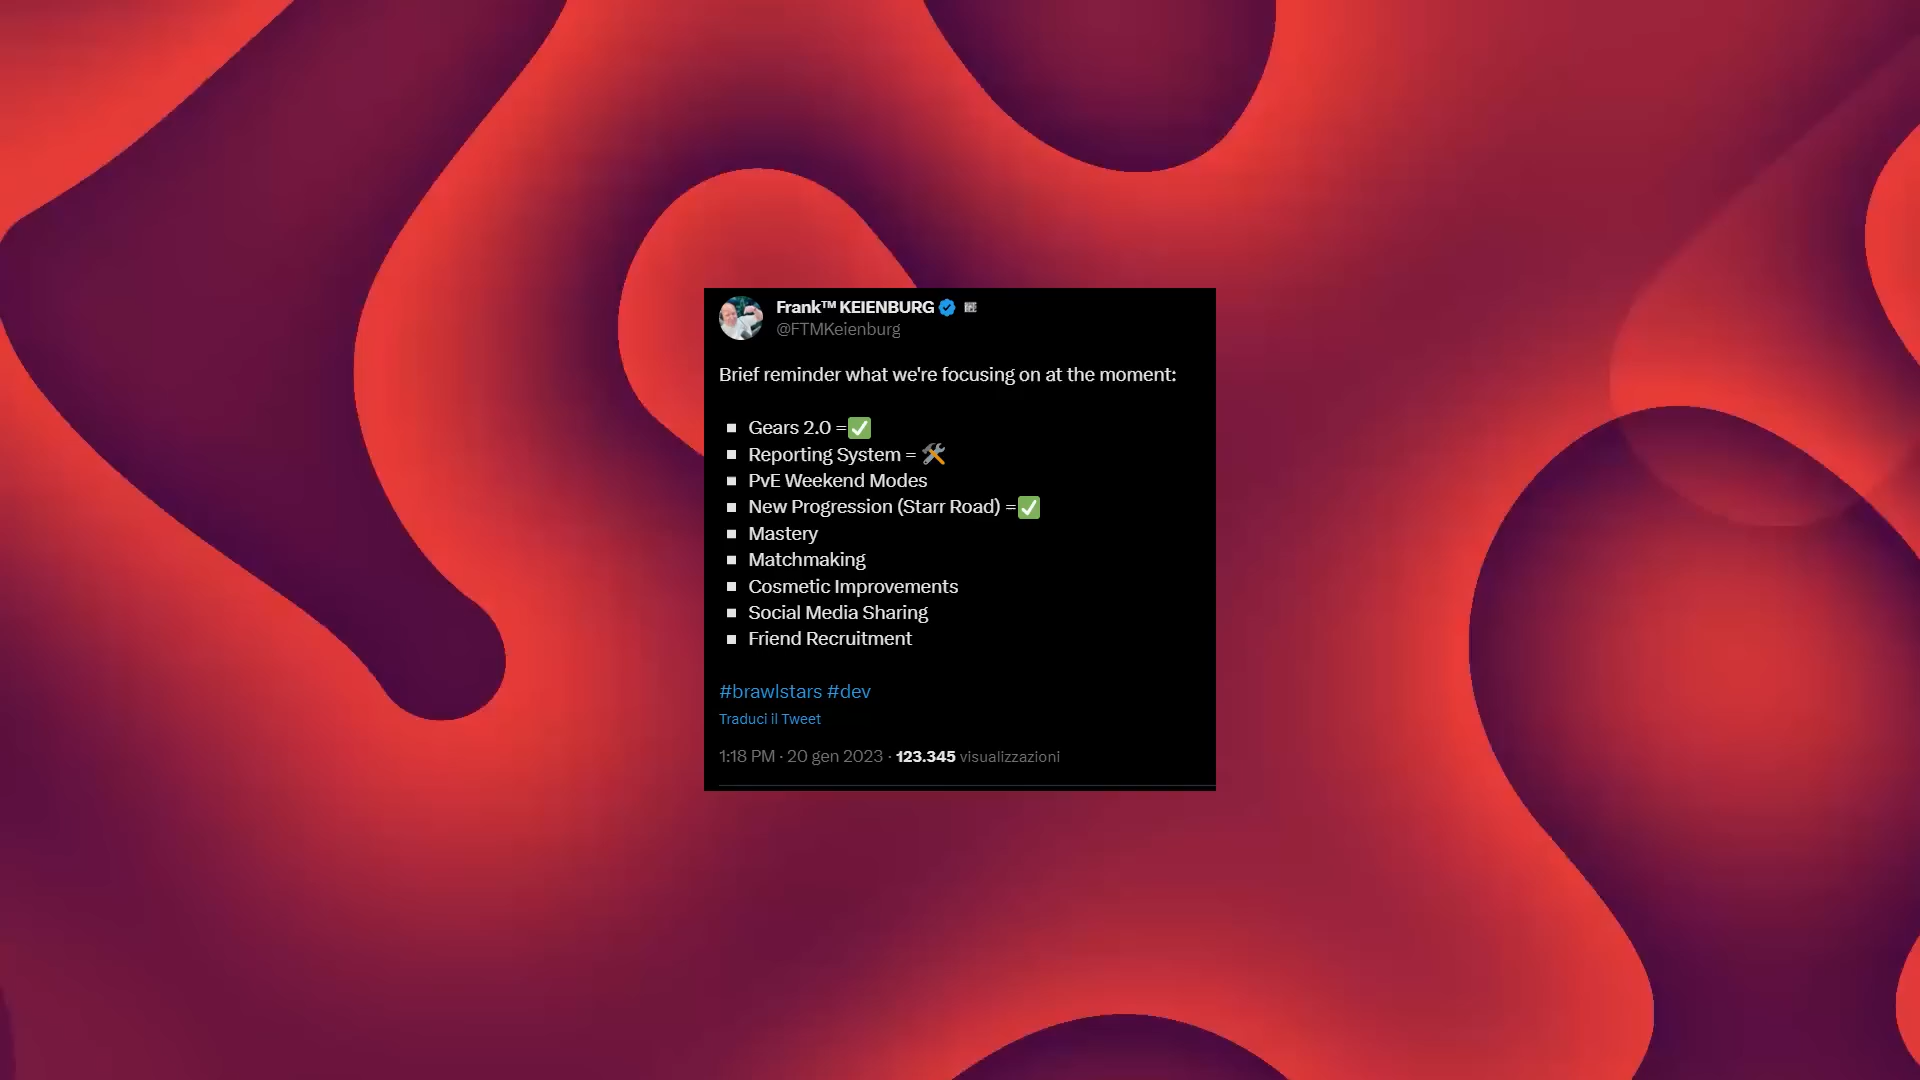 Frank™ KEIENBURG
@FTMKeienburg
Brief reminder what we're focusing on at the moment:
▪ Gears 2.0 =✅
▪ Reporting System = 🛠
▪ PvE Weekend Modes
▪ New Progression (Starr Road) =✅
▪ Mastery
▪ Matchmaking
▪ Cosmetic Improvements
▪ Social Media Sharing
▪ Friend Recruitment
#brawlstars #dev
Traduci il Tweet
1:18 PM · 20 gen 2023 · 123.345 visualizzazioni